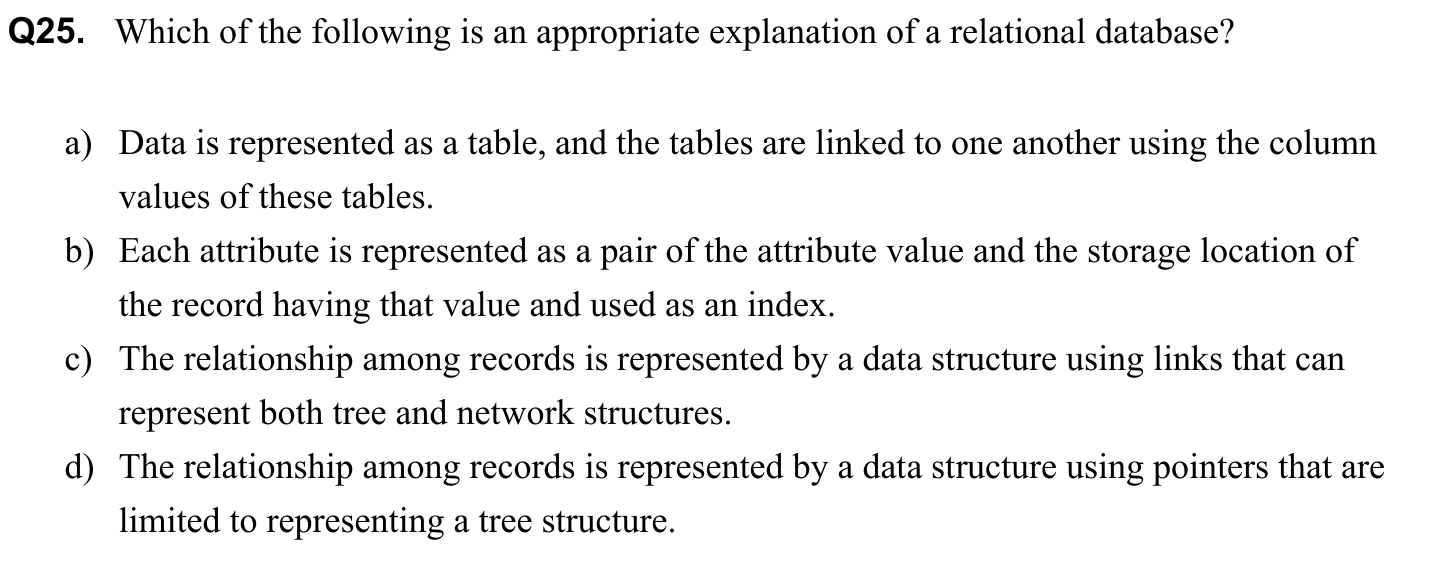 Q25. Which of the following is an appropriate explanation of a relational database?
a) Data is represented as a table, and the tables are linked to one another using the column
values of these tables.
b) Each attribute is represented as a pair of the attribute value and the storage location of
the record having that value and used as an index.
c) The relationship among records is represented by a data structure using links that can
represent both tree and network structures.
d) The relationship among records is represented by a data structure using pointers that are
limited to representing a tree structure.